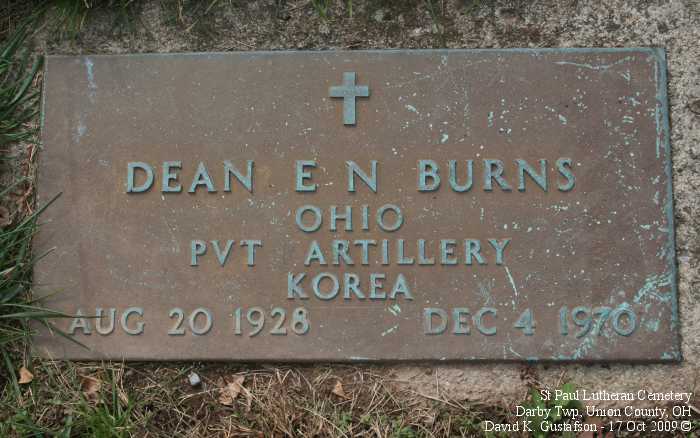 DEAN E N BURNS
OHIO
PVT ARTILLERY
KOREA
AUG 20 1928 DEC 4 1970
St Paul Lutheran Cemetery
Darby Twp, Union County, OH
David K. Gustafson - 17 Oct 2009 ©